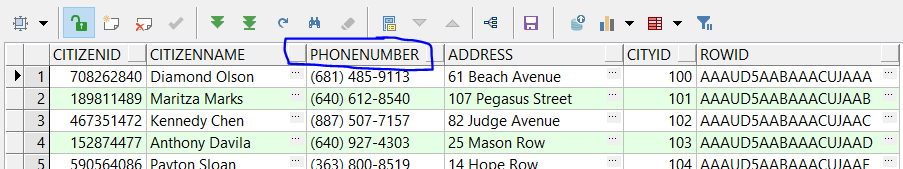 CITIZENID CITIZENNAME PHONENUMBER ADDRESS CITYID ROWID
1 708262840 Diamond Olson ... (681) 485-9113 ... 61 Beach Avenue ... 100 AAAUD5AABAAACUJAAA ...
2 189811489 Maritza Marks ... (640) 612-8540 ... 107 Pegasus Street ... 101 AAAUD5AABAAACUJAAB ...
3 467351472 Kennedy Chen ... (887) 507-7157 ... 82 Judge Avenue ... 102 AAAUD5AABAAACUJAAC ...
4 152874477 Anthony Davila ... (640) 927-4303 ... 25 Mason Row ... 103 AAAUD5AABAAACUJAAD ...
5 590564086 Payton Sloan ... (363) 800-8519 ... 14 Hope Row ... 104 AAAUD5AABAAACUJAAE ...